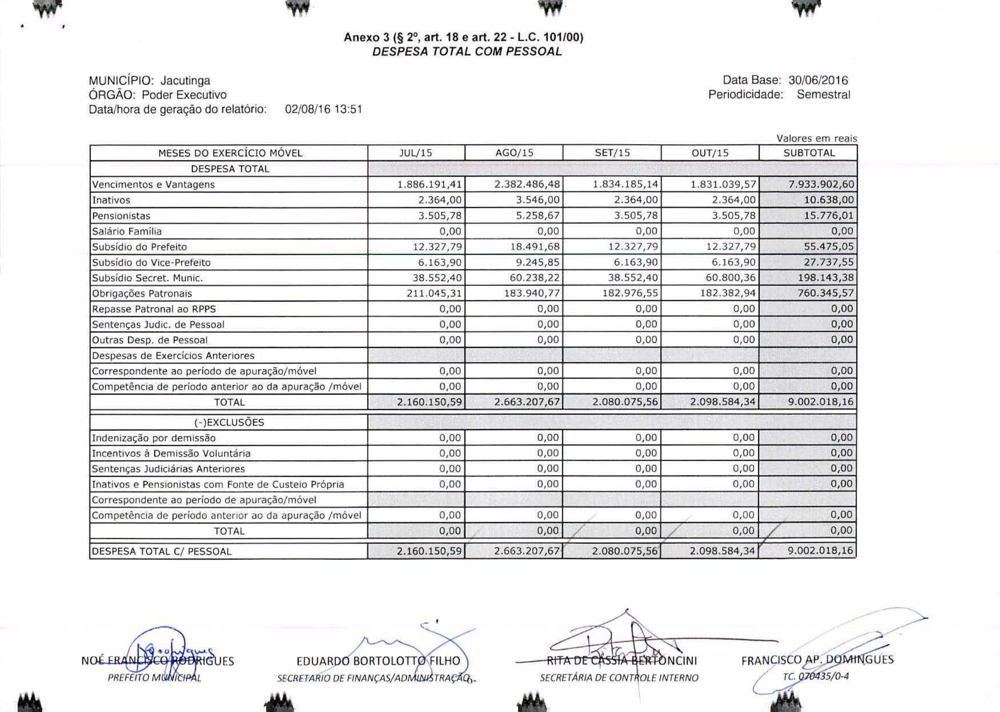 Anexo 3 (§ 2º, art. 18 e art. 22 - L.C. 101/00)
DESPESA TOTAL COM PESSOAL
MUNICÍPIO: Jacutinga
Data Base: 30/06/2016
ÓRGÃO: Poder Executivo
Periodicidade: Semestral
Data/hora de geração do relatório: 02/08/16 13:51
Valores em reais
MESES DO EXERCÍCIO MÓVEL JUL/15 AGO/15 SET/15 OUT/15 SUBTOTAL
DESPESA TOTAL
Vencimentos e Vantagens 1.886.191,41 2.382.486,48 1.834.185,14 1.831.039,57 7.933.902,60
Inativos 2.364,00 3.546,00 2.364,00 2.364,00 10.638,00
Pensionistas 3.505,78 5.258,67 3.505,78 3.505,78 15.776,01
Salário Família 0,00 0,00 0,00 0,00 0,00
Subsídio do Prefeito 12.327,79 18.491,68 12.327,79 12.327,79 55.475,05
Subsídio do Vice-Prefeito 6.163,90 9.245,85 6.163,90 6.163,90 27.737,55
Subsídio Secret. Munic. 38.552,40 60.238,22 38.552,40 60.800,36 198.143,38
Obrigações Patronais 211.045,31 183.940,77 182.976,55 182.382,94 760.345,57
Repasse Patronal ao RPPS 0,00 0,00 0,00 0,00 0,00
Sentenças Judic. de Pessoal 0,00 0,00 0,00 0,00 0,00
Outras Desp. de Pessoal 0,00 0,00 0,00 0,00 0,00
Despesas de Exercícios Anteriores
Correspondente ao período de apuração/móvel 0,00 0,00 0,00 0,00 0,00
Competência de período anterior ao da apuração /móvel 0,00 0,00 0,00 0,00 0,00
TOTAL 2.160.150,59 2.663.207,67 2.080.075,56 2.098.584,34 9.002.018,16
(-)EXCLUSÕES
Indenização por demissão 0,00 0,00 0,00 0,00 0,00
Incentivos à Demissão Voluntária 0,00 0,00 0,00 0,00 0,00
Sentenças Judiciárias Anteriores 0,00 0,00 0,00 0,00 0,00
Inativos e Pensionistas com Fonte de Custeio Própria 0,00 0,00 0,00 0,00 0,00
Correspondente ao período de apuração/móvel
Competência de período anterior ao da apuração /móvel 0,00 0,00 0,00 0,00 0,00
TOTAL 0,00 0,00 0,00 0,00 0,00
DESPESA TOTAL C/ PESSOAL 2.160.150,59 2.663.207,67 2.080.075,56 2.098.584,34 9.002.018,16
NOÉ FRANCISCO RODRIGUES EDUARDO BORTOLOTTO FILHO RITA DE CÁSSIA BERTONCINI FRANCISCO AP. DOMINGUES
PREFEITO MUNICIPAL SECRETARIO DE FINANÇAS/ADMINISTRAÇÃO SECRETÁRIA DE CONTROLE INTERNO TC. 070435/0-4